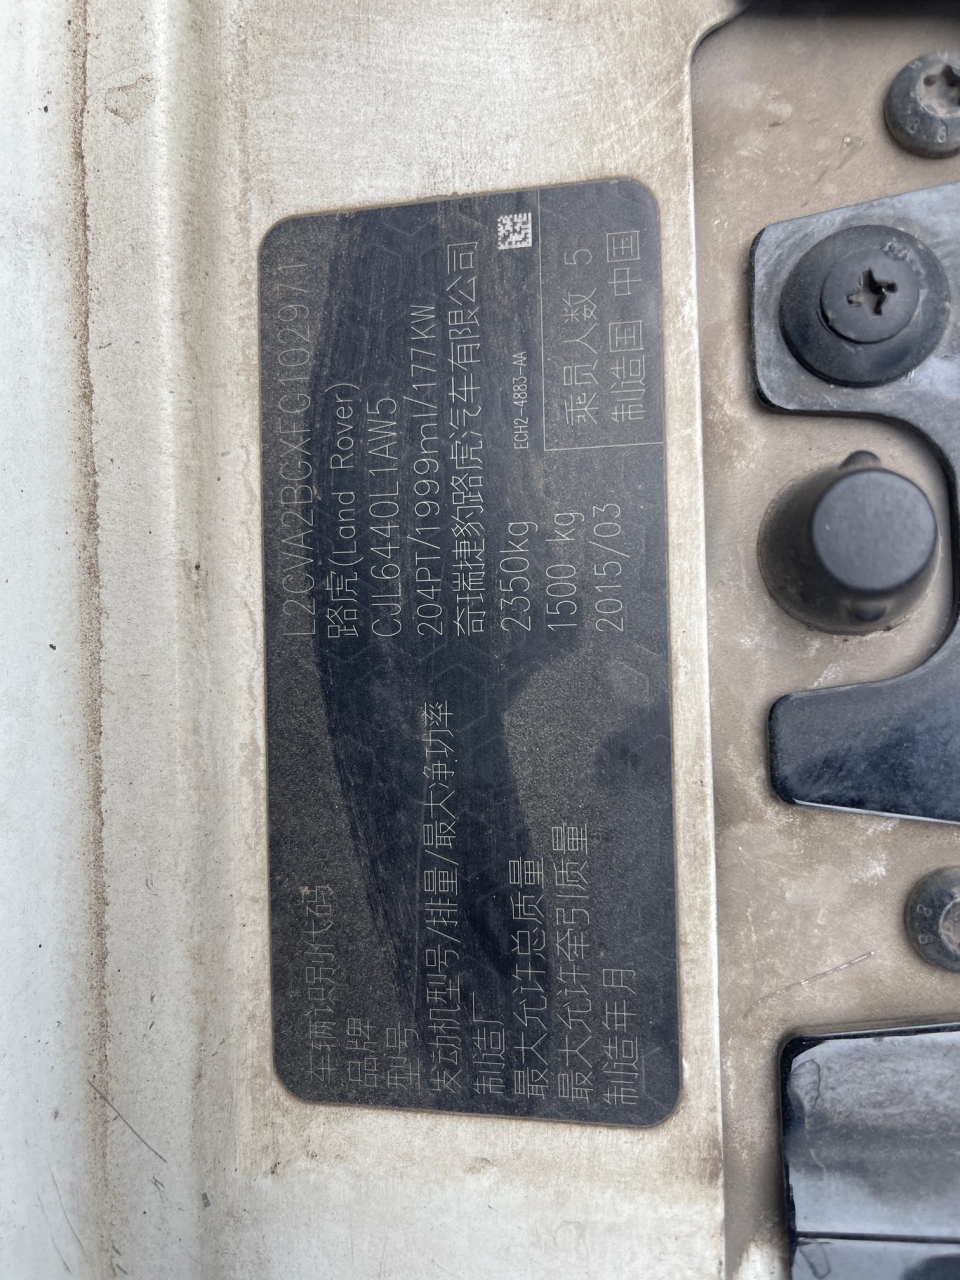 车辆识别代码 L2CVA2BGXFG102971
品牌 路虎(Land Rover)
型号 CJL6440L1AW5
发动机型号/排量/最大净功率 204PT/1999ml/177KW
制造厂 奇瑞捷豹路虎汽车有限公司
最大允许总质量 2350kg
ECH2-4883-AA
最大允许牵引质量 1500 kg
乘员人数 5
制造年月 2015/03
制造国 中国